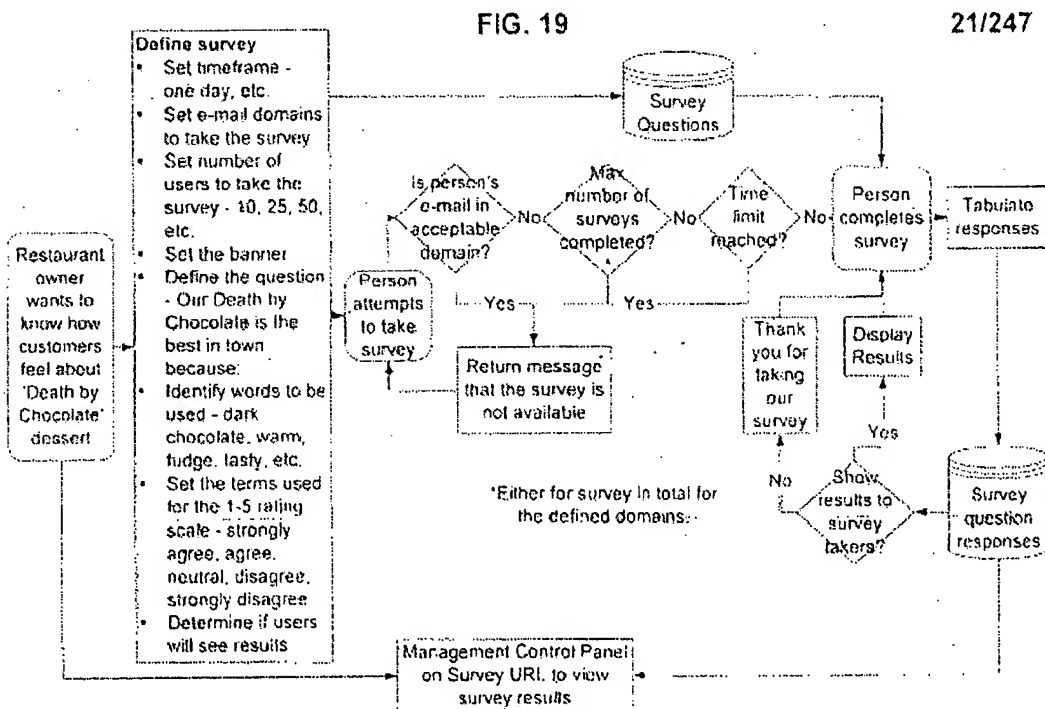 FIG. 19
21/247
Define survey
• Set timeframe -
one day, etc.
• Set e-mail domains
to take the survey
• Set number of
users to take the
survey - 10, 25, 50,
etc.
• Set the banner
• Define the question
- Our Death by
Chocolate is the
best in town
because:
• Identify words to be
used - dark
chocolate, warm,
fudge, tasty, etc.
• Set the terms used
for the 1-5 rating
scale - strongly
agree, agree,
neutral, disagree,
strongly disagree
• Determine if users
will see results
Restaurant
owner
wants to
know how
customers
feel about
'Death by
Chocolate'
dessert
Survey
Questions
Person
attempts
to take
survey
Is person's
e-mail in
acceptable
domain?
No
Max
number of
surveys
completed?*
No
Time
limit
reached?
No
Person
completes
survey
Tabulate
responses
Yes
Yes
Return message
that the survey is
not available
Thank
you for
taking
our
survey
Display
Results
Yes
No
Show
results to
survey
takers?
Survey
question
responses
*Either for survey in total for
the defined domains.
Management Control Panel
on Survey URL to view
survey results